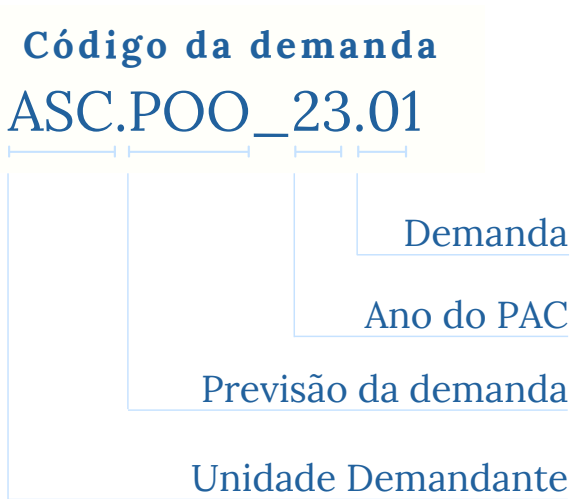 Código da demanda
ASC.POO_23.01
Demanda
Ano do PAC
Previsão da demanda
Unidade Demandante